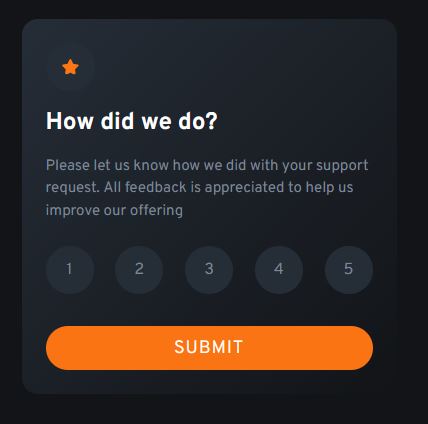 How did we do?
Please let us know how we did with your support
request. All feedback is appreciated to help us
improve our offering
1 2 3 4 5
SUBMIT